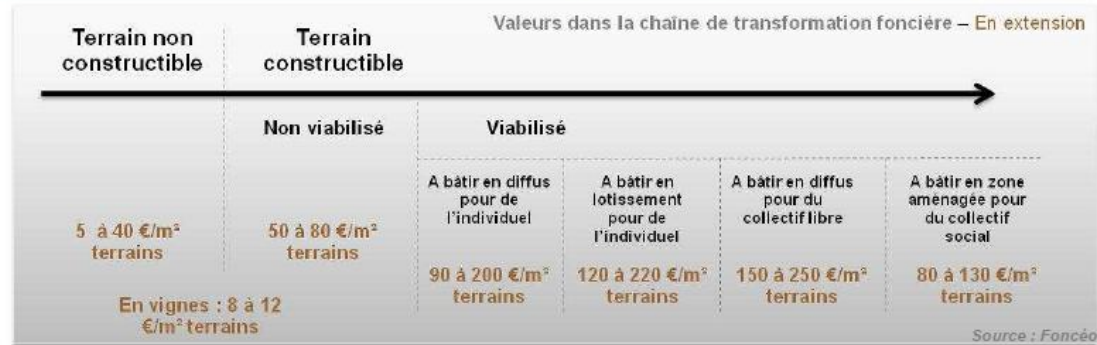 Valeurs dans la chaîne de transformation foncière – En extension
Terrain non
constructible
Terrain
constructible
Non viabilisé
Viabilisé
5 à 40 €/m²
terrains
50 à 80 €/m²
terrains
A bâtir en diffus
pour de
l'individuel
90 à 200 €/m²
terrains
A bâtir en
lotissement
pour de
l'individuel
120 à 220 €/m²
terrains
A bâtir en diffus
pour du
collectif libre
150 à 250 €/m²
terrains
A bâtir en zone
aménagée pour
du collectif
social
80 à 130 €/m²
terrains
En vignes : 8 à 12
€/m² terrains
Source : Foncéo